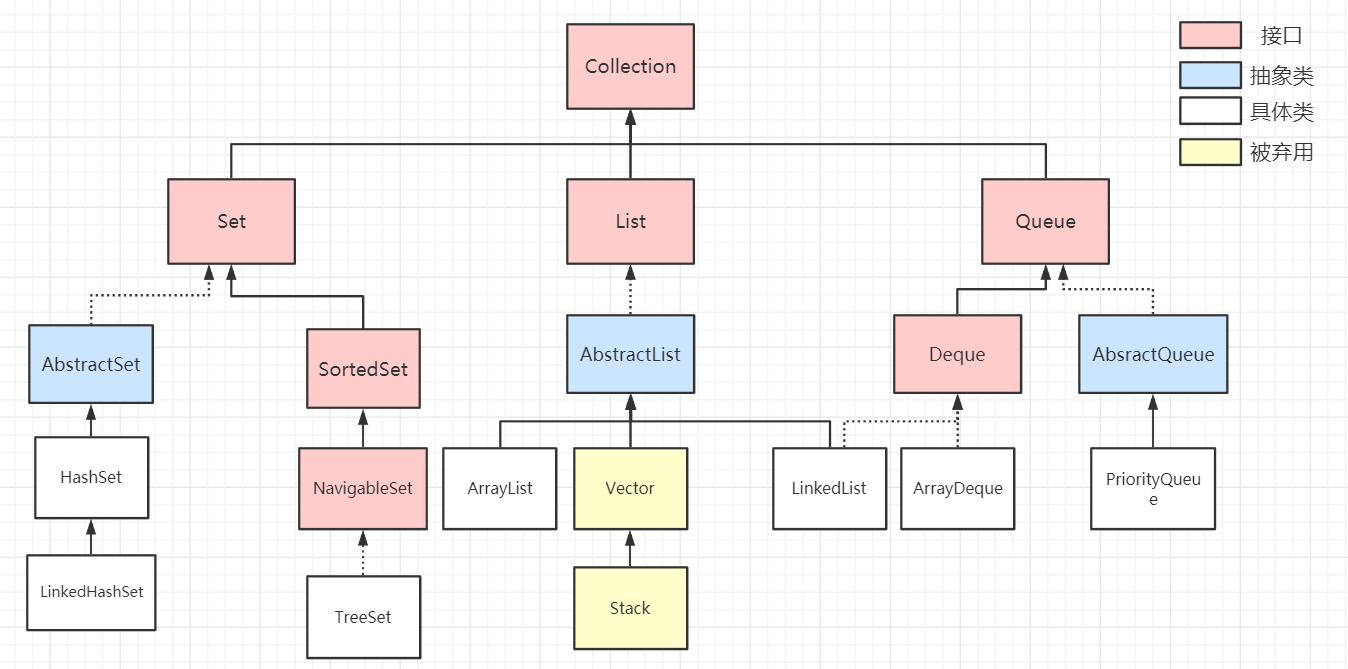 Collection
接口
抽象类
具体类
被弃用
Set
List
Queue
AbstractSet
SortedSet
AbstractList
Deque
AbsractQueue
HashSet
NavigableSet
ArrayList
Vector
LinkedList
ArrayDeque
PriorityQueu
e
LinkedHashSet
TreeSet
Stack